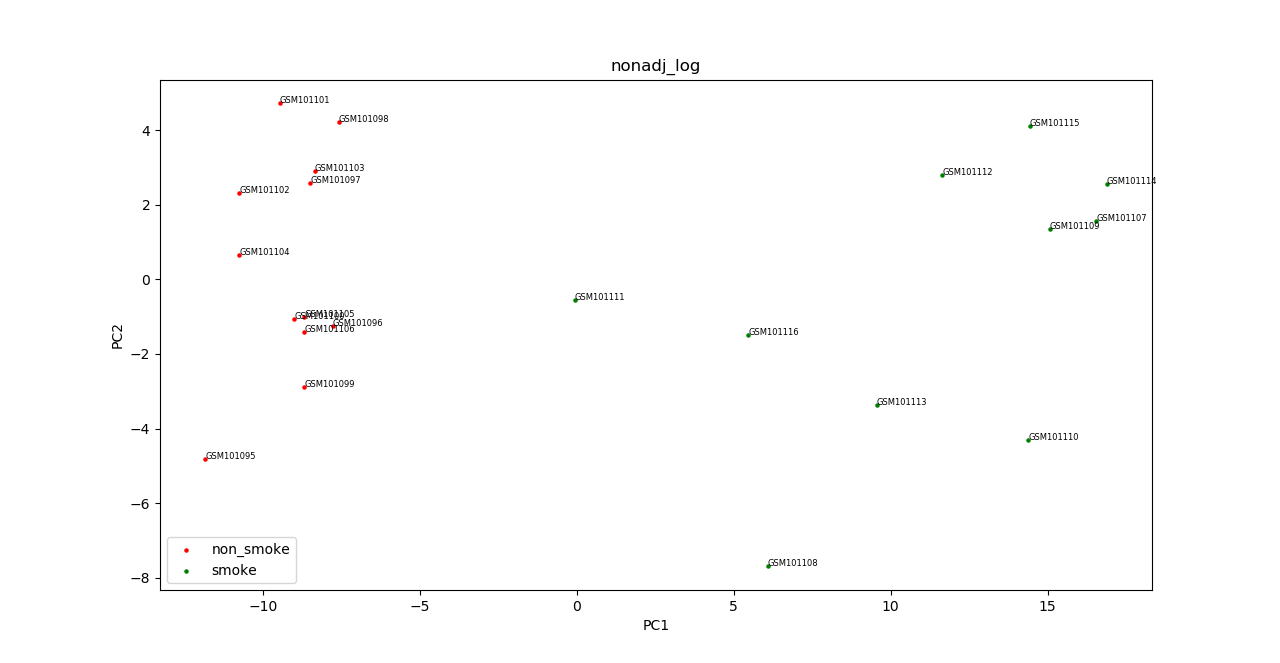 nonadj_log
GSM101101
GSM101098
GSM101115
GSM101103
GSM101112
GSM101097
GSM101114
GSM101102
GSM101107
GSM101109
GSM101104
GSM101111
GSM101105
GSM101096
GSM101106
GSM101116
GSM101099
GSM101113
GSM101110
GSM101095
GSM101108
4
2
0
−2
−4
−6
−8
PC2
non_smoke
smoke
−10
−5
0
5
10
15
PC1